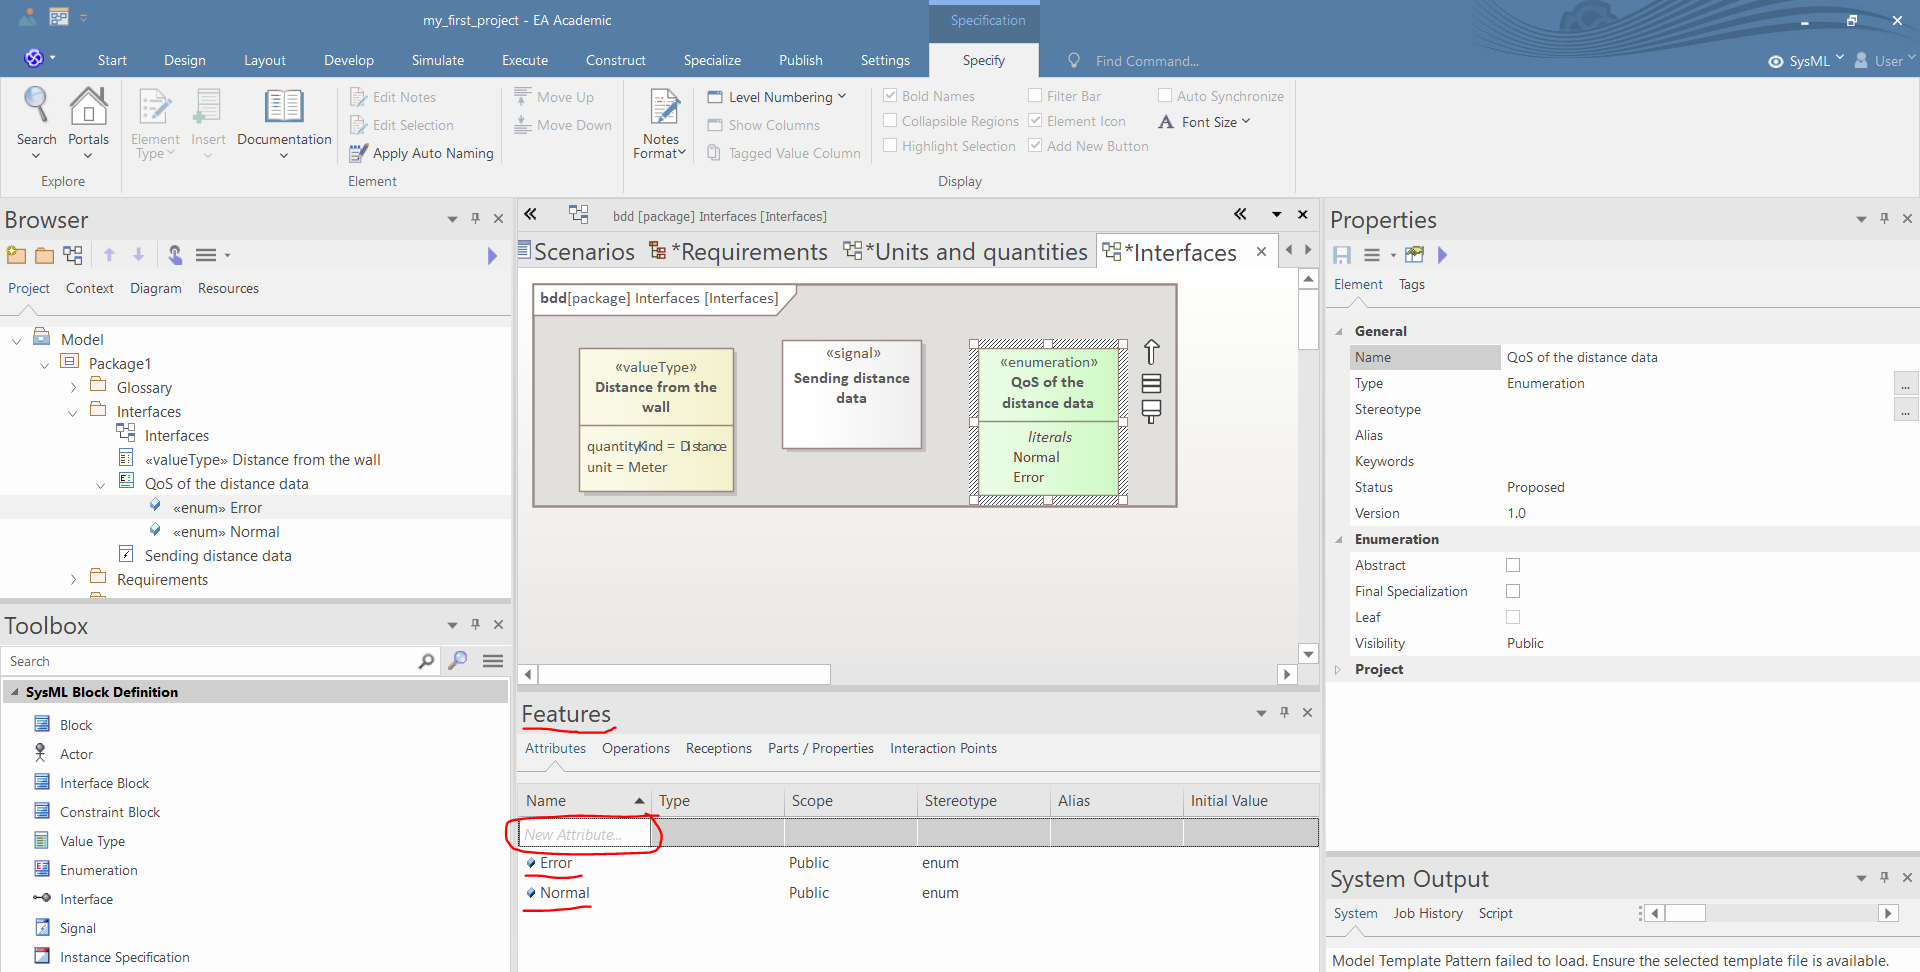 my_first_project - EA Academic
Specification
Start Design Layout Develop Simulate Execute Construct Specialize Publish Settings Specify Find Command... SysML User
Search
Portals
Explore
Element Type
Insert
Documentation
Edit Notes
Edit Selection
Apply Auto Naming
Move Up
Move Down
Element
Notes Format
Level Numbering
Show Columns
Tagged Value Column
Bold Names
Collapsible Regions
Highlight Selection
Filter Bar
Element Icon
Add New Button
Auto Synchronize
Font Size
Display
Browser
Project Context Diagram Resources
Model
Package1
Glossary
Interfaces
Interfaces
«valueType» Distance from the wall
QoS of the distance data
«enum» Error
«enum» Normal
Sending distance data
Requirements
Toolbox
Search
SysML Block Definition
Block
Actor
Interface Block
Constraint Block
Value Type
Enumeration
Interface
Signal
Instance Specification
bdd [package] Interfaces [Interfaces]
Scenarios *Requirements *Units and quantities *Interfaces
bdd[package] Interfaces [Interfaces]
«valueType»
Distance from the
wall
quantityKind = Distance
unit = Meter
«signal»
Sending distance
data
«enumeration»
QoS of the
distance data
literals
Normal
Error
Features
Attributes Operations Receptions Parts / Properties Interaction Points
Name Type Scope Stereotype Alias Initial Value
New Attribute...
Error Public enum
Normal Public enum
Properties
Element Tags
General
Name QoS of the distance data
Type Enumeration ...
Stereotype ...
Alias
Keywords
Status Proposed
Version 1.0
Enumeration
Abstract
Final Specialization
Leaf
Visibility Public
Project
System Output
System Job History Script
Model Template Pattern failed to load. Ensure the selected template file is available.